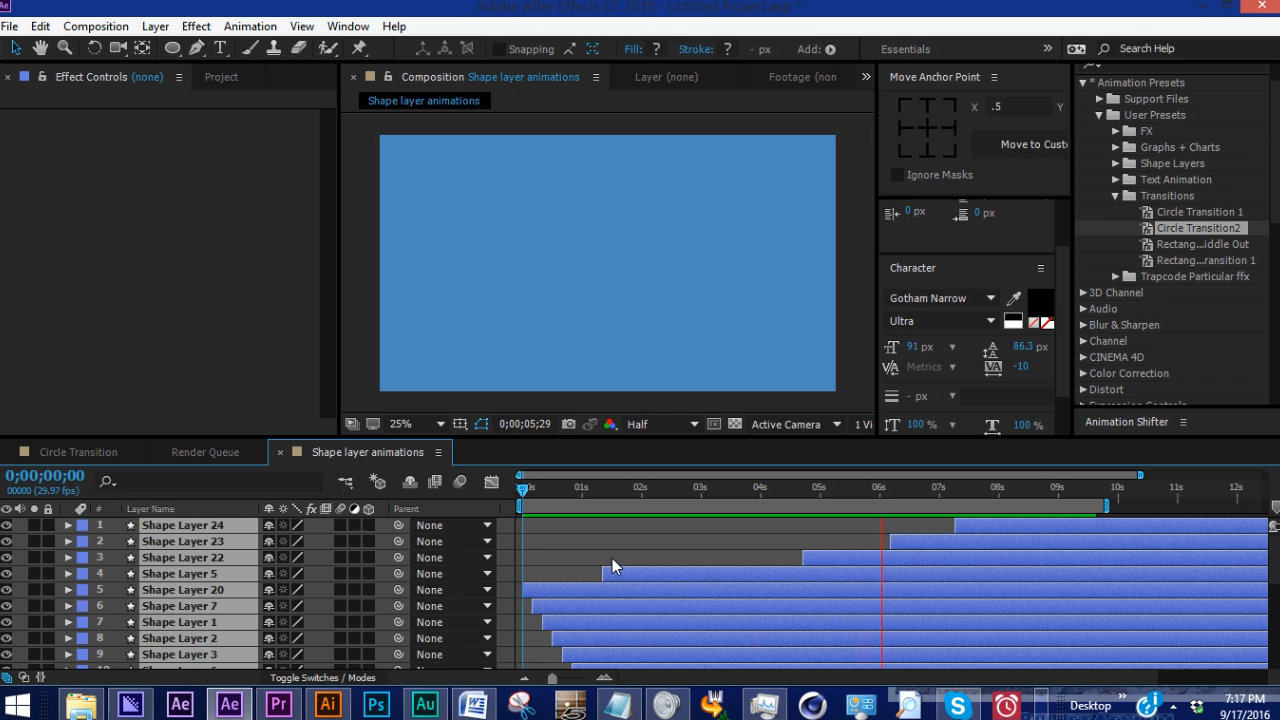 Adobe After Effects CC 2015 - Untitled Project.aep *
File Edit Composition Layer Effect Animation View Window Help
Snapping Fill: ? Stroke: ? - px Add: Essentials » Search Help
× Effect Controls (none) Project
× Composition Shape layer animations Layer (none) Footage (non »
Shape layer animations
Move Anchor Point
X .5 Y
Move to Custo
Ignore Masks
0 px 0 px
Character
Gotham Narrow
Ultra
91 px 86.3 px
Metrics -10
- px
100 % 100 %
* Animation Presets
Support Files
User Presets
FX
Graphs + Charts
Shape Layers
Text Animation
Transitions
Circle Transition 1
Circle Transition2
Rectang...iddle Out
Rectang...ransition 1
Trapcode Particular ffx
3D Channel
Audio
Blur & Sharpen
Channel
CINEMA 4D
Color Correction
Distort
Expression Controls
Animation Shifter
25% 0;00;05;29 Half Active Camera 1 Vi
Circle Transition Render Queue × Shape layer animations
0;00;00;00
00000 (29.97 fps)
0s 01s 02s 03s 04s 05s 06s 07s 08s 09s 10s 11s 12s
# Layer Name Parent
1 Shape Layer 24 None
2 Shape Layer 23 None
3 Shape Layer 22 None
4 Shape Layer 5 None
5 Shape Layer 20 None
6 Shape Layer 7 None
7 Shape Layer 1 None
8 Shape Layer 2 None
9 Shape Layer 3 None
Toggle Switches / Modes
Ae Ae Pr Ai Ps Au
Desktop » 7:17 PM
9/17/2016